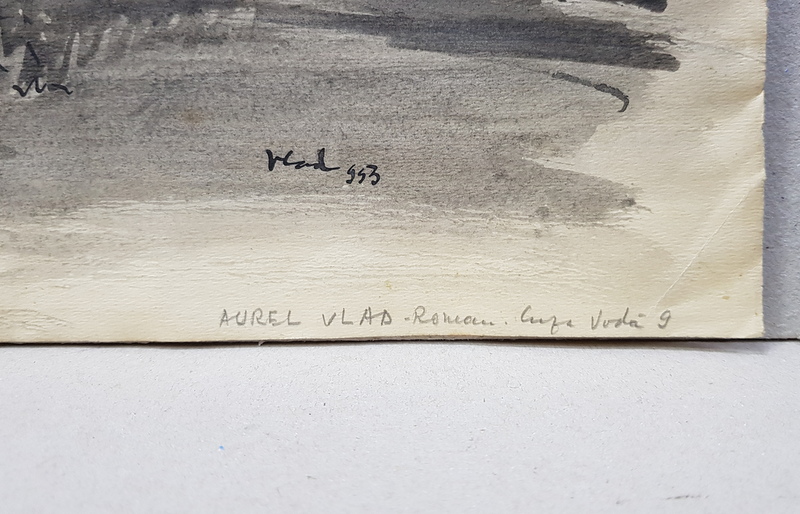 Vlad 953
AUREL VLAD - Roman. Cuza Vodă 9